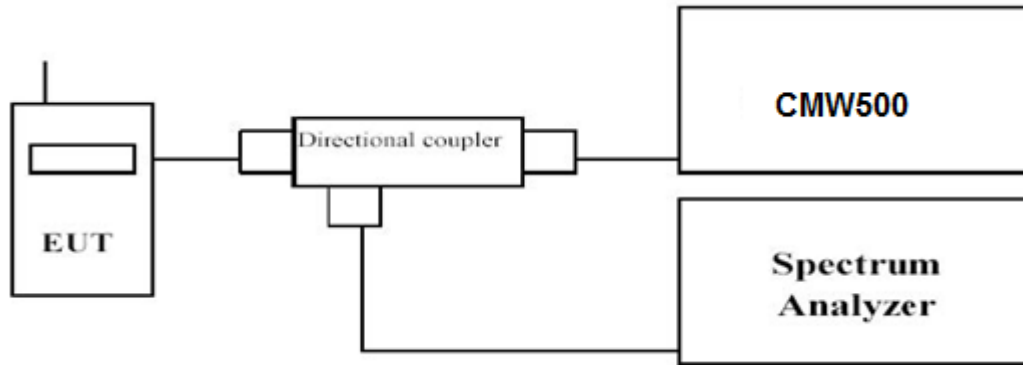 EUT
Directional coupler
CMW500
Spectrum
Analyzer